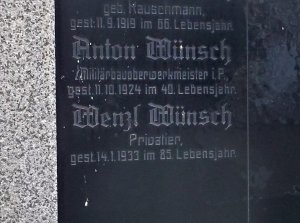 geb. Rauschmann,
gest. 11.9.1919 im 66. Lebensjahr.
Anton Wünsch
Militärbauoberwerkmeister i.P.
gest. 11.10.1924 im 40. Lebensjahr.
Wenzl Wünsch
Privatier,
gest. 14.1.1933 im 85. Lebensjahr.